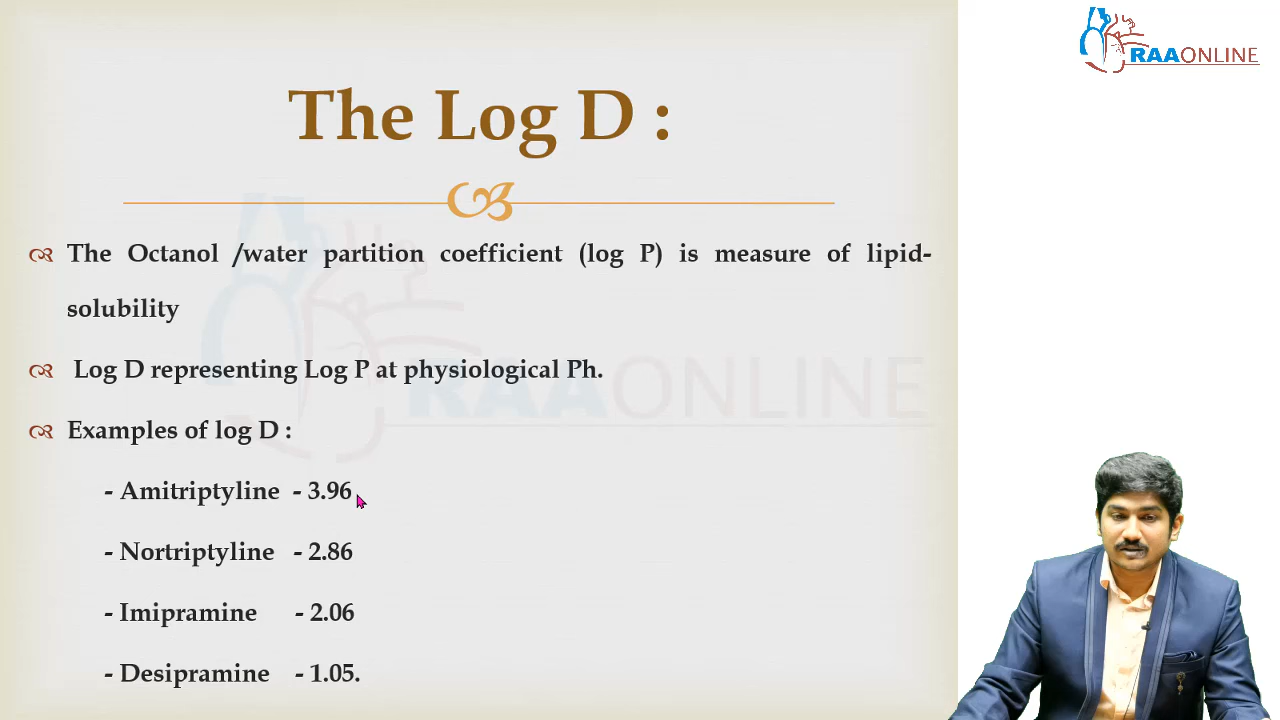 RAAONLINE
The Log D :
The Octanol /water partition coefficient (log P) is measure of lipid-
solubility
Log D representing Log P at physiological Ph.
RAAONLINE
Examples of log D :
- Amitriptyline - 3.96
- Nortriptyline - 2.86
- Imipramine - 2.06
- Desipramine - 1.05.